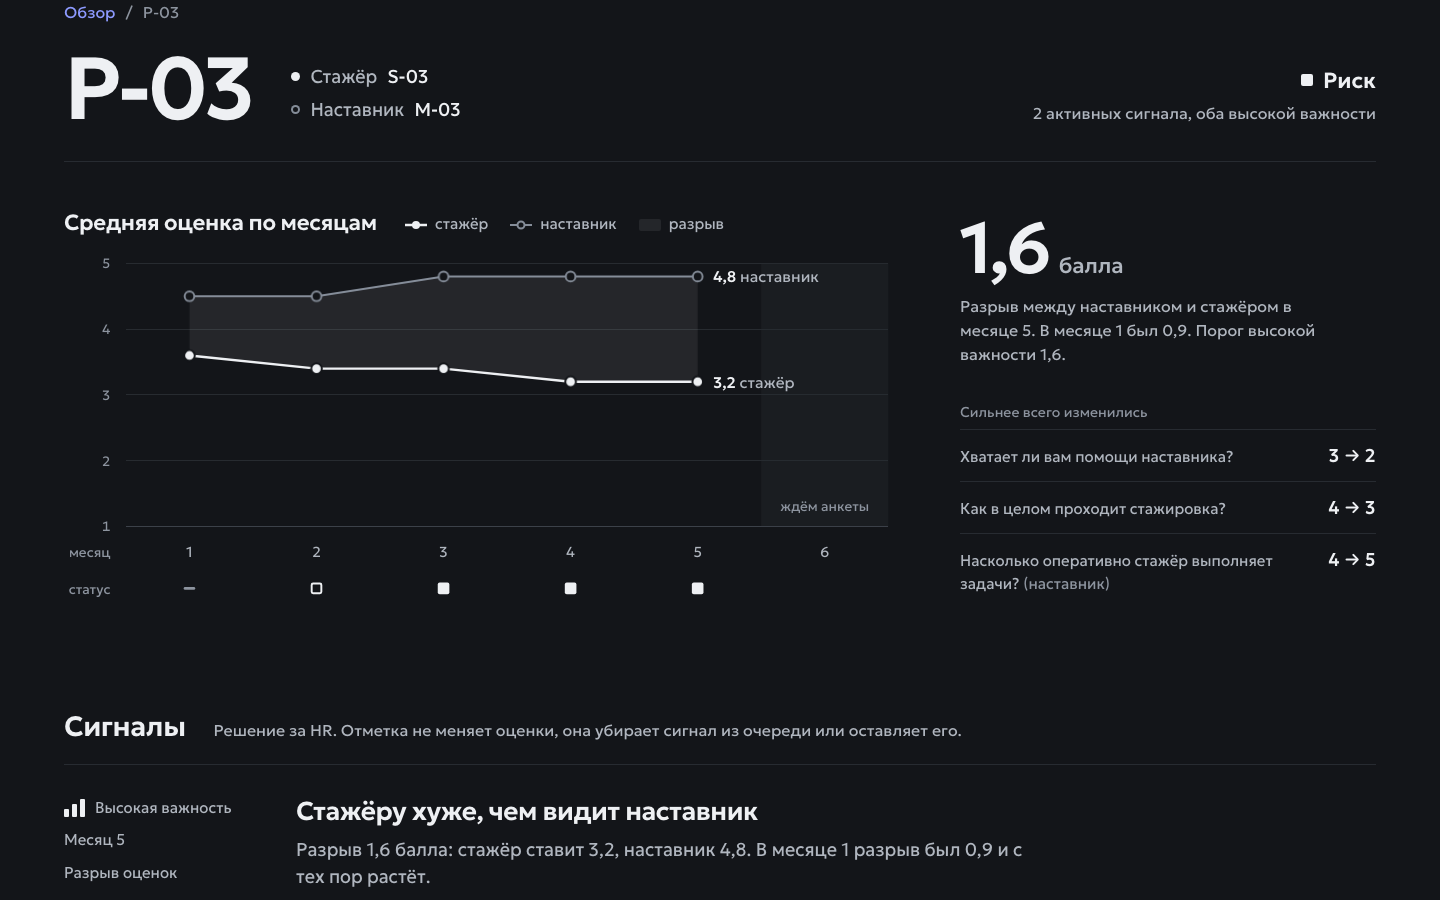 Обзор / P-03
P-03
Стажёр S-03
Наставник M-03
Риск
2 активных сигнала, оба высокой важности
Средняя оценка по месяцам
стажёр
наставник
разрыв
5
4
3
2
1
4,8 наставник
3,2 стажёр
ждём анкеты
месяц 1 2 3 4 5 6
статус
1,6 балла
Разрыв между наставником и стажёром в
месяце 5. В месяце 1 был 0,9. Порог высокой
важности 1,6.
Сильнее всего изменились
Хватает ли вам помощи наставника? 3 → 2
Как в целом проходит стажировка? 4 → 3
Насколько оперативно стажёр выполняет 4 → 5
задачи? (наставник)
Сигналы
Решение за HR. Отметка не меняет оценки, она убирает сигнал из очереди или оставляет его.
Высокая важность
Месяц 5
Разрыв оценок
Стажёру хуже, чем видит наставник
Разрыв 1,6 балла: стажёр ставит 3,2, наставник 4,8. В месяце 1 разрыв был 0,9 и с
тех пор растёт.